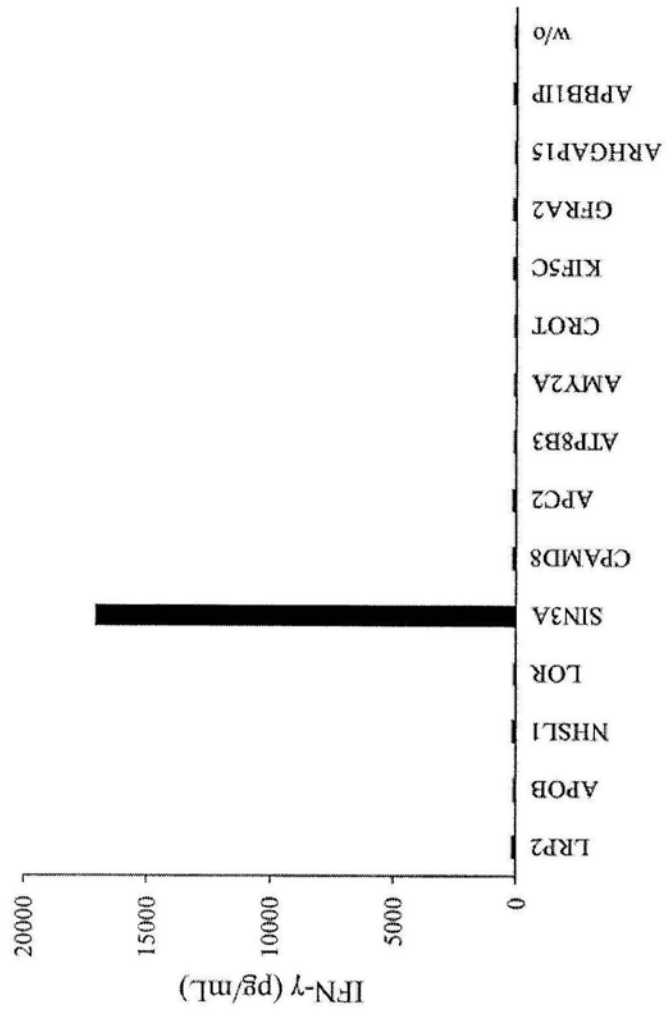 IFN-γ (pg/mL)
20000
15000
10000
5000
0
LRP2
APOB
NHSL1
LOR
SIN3A
CPAMD8
APC2
ATP8B3
AMY2A
CROT
KIF5C
GFRA2
ARHGAP15
APBB1IP
w/o